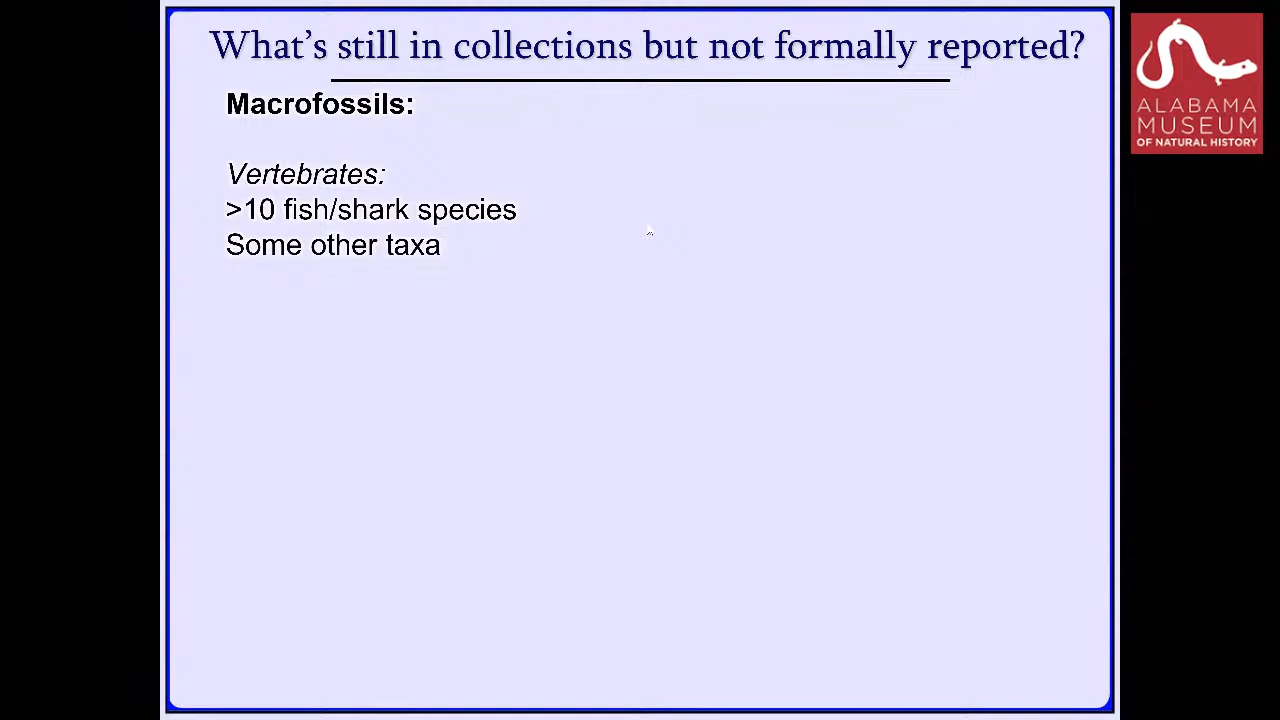 What's still in collections but not formally reported?
Macrofossils:
Vertebrates:
>10 fish/shark species
Some other taxa
ALABAMA
MUSEUM
OF NATURAL HISTORY